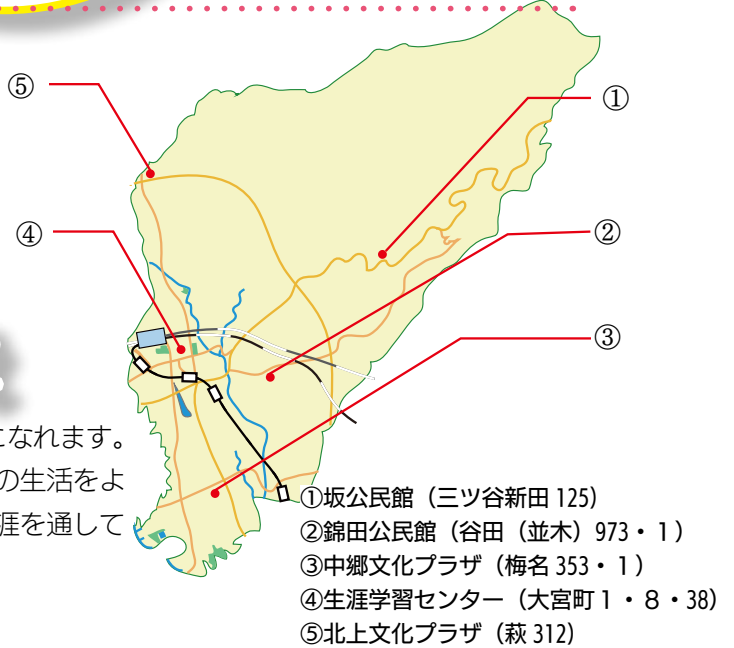 ⑤
①
④
②
③
になれます。
の生活をよ
涯を通して
①坂公民館（三ツ谷新田 125）
②錦田公民館（谷田（並木）973・１）
③中郷文化プラザ（梅名 353・１）
④生涯学習センター（大宮町１・８・38）
⑤北上文化プラザ（萩 312）